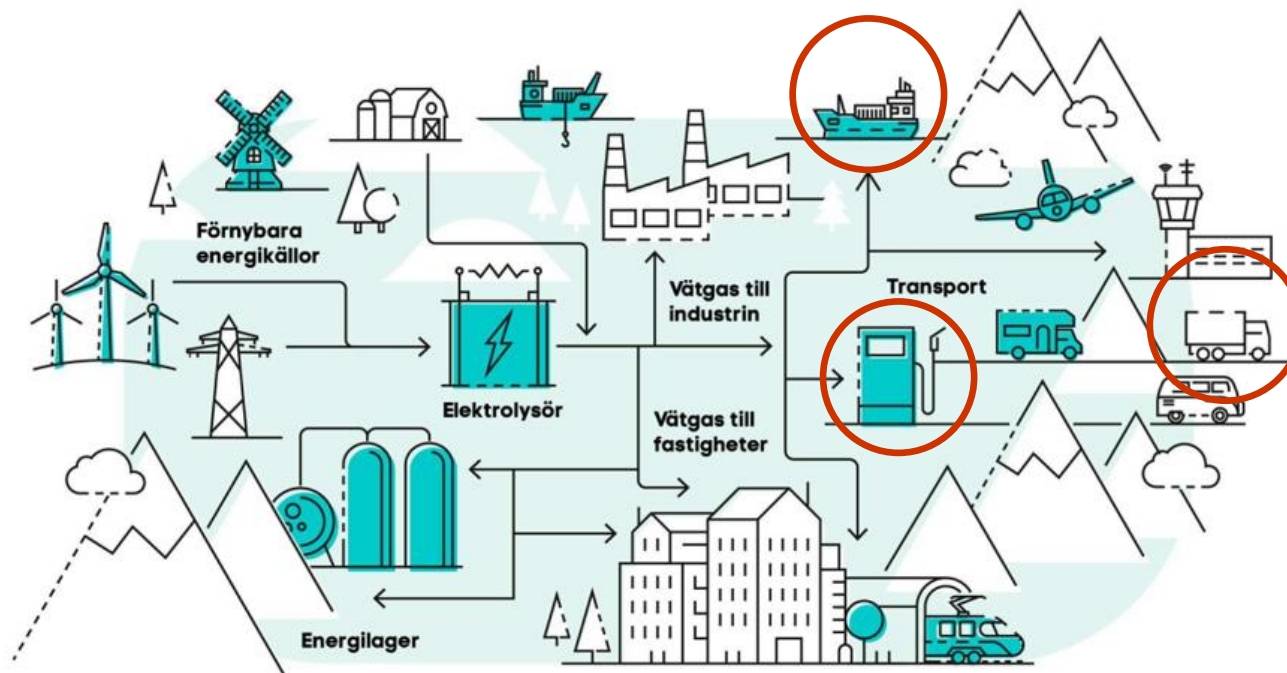 Förnybara
energikällor
Vätgas till
industrin
Transport
Elektrolysör
Vätgas till
fastigheter
Energilager